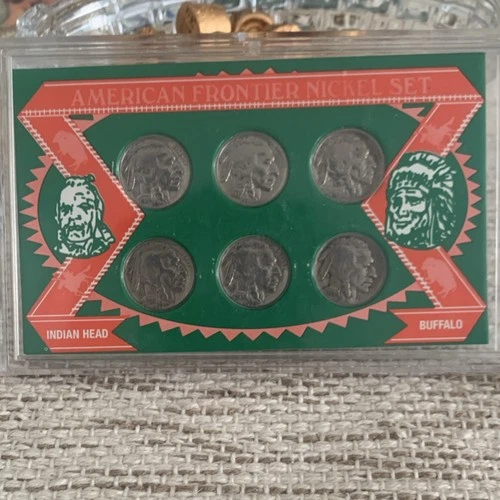 AMERICAN FRONTIER NICKEL SET
INDIAN HEAD
BUFFALO